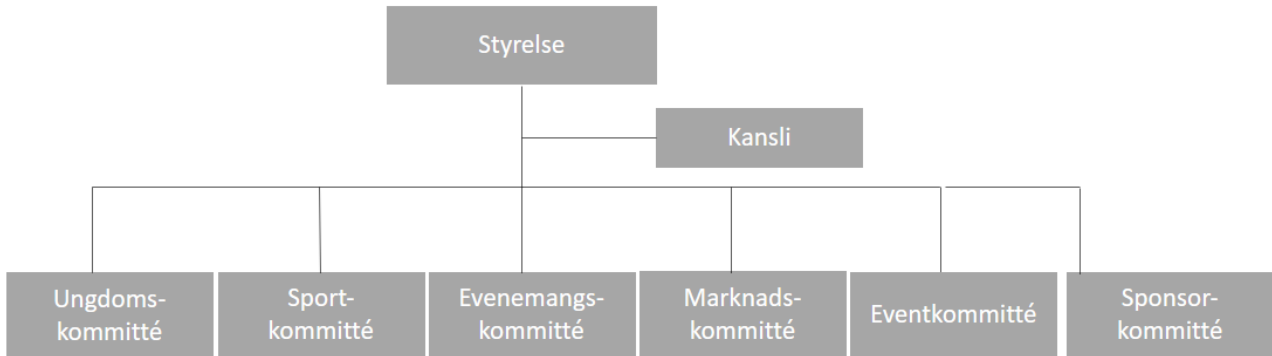 Styrelse
Kansli
Ungdoms-
kommitté
Sport-
kommitté
Evenemangs-
kommitté
Marknads-
kommitté
Eventkommitté
Sponsor-
kommitté